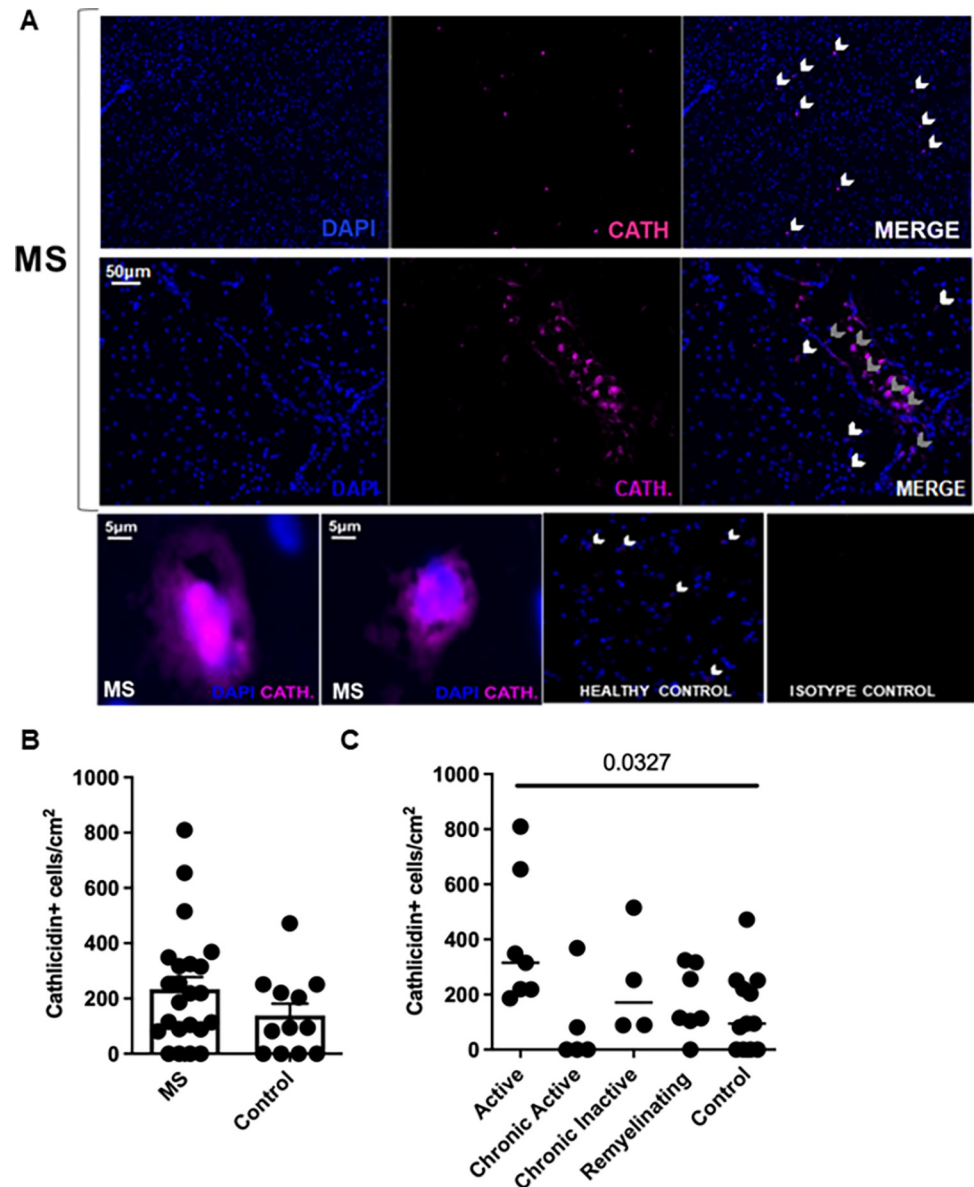 A
MS
DAPI
CATH
MERGE
50µm
DAPI
CATH.
MERGE
5µm
MS
DAPI CATH.
5µm
MS
DAPI CATH.
HEALTHY CONTROL
ISOTYPE CONTROL
B
Cathlicidin+ cells/cm²
1000
800
600
400
200
0
MS
Control
C
0.0327
Cathlicidin+ cells/cm²
1000
800
600
400
200
0
Active
Chronic Active
Chronic Inactive
Remyelinating
Control